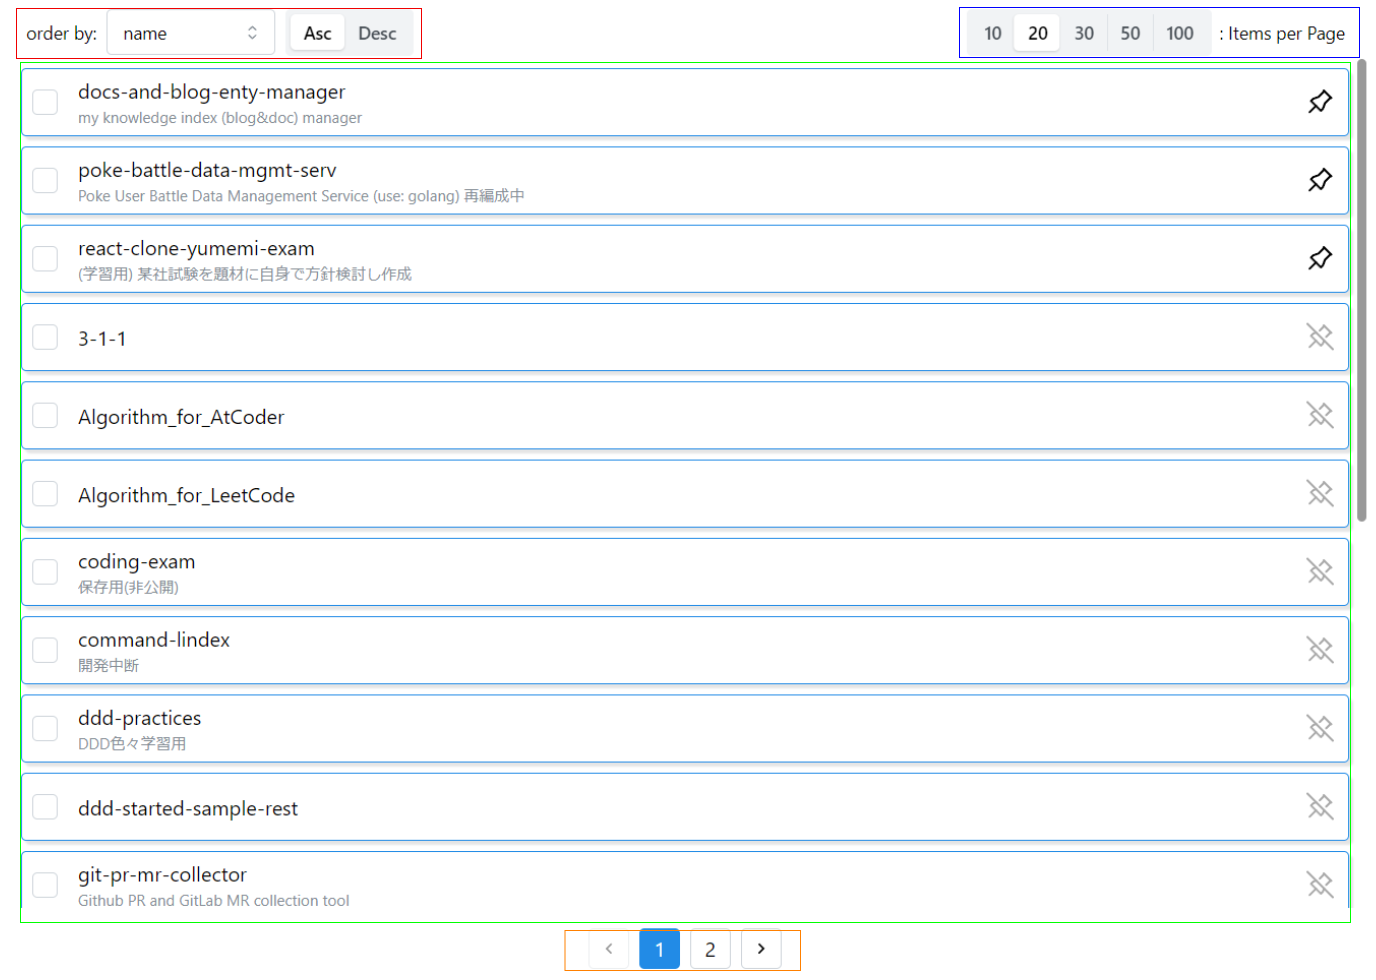 order by: name Asc Desc 10 20 30 50 100 : Items per Page
docs-and-blog-enty-manager
my knowledge index (blog&doc) manager
poke-battle-data-mgmt-serv
Poke User Battle Data Management Service (use: golang) 再編成中
react-clone-yumemi-exam
(学習用) 某社試験を題材に自身で方針検討し作成
3-1-1
Algorithm_for_AtCoder
Algorithm_for_LeetCode
coding-exam
保存用(非公開)
command-lindex
開発中断
ddd-practices
DDD色々学習用
ddd-started-sample-rest
git-pr-mr-collector
Github PR and GitLab MR collection tool
1 2